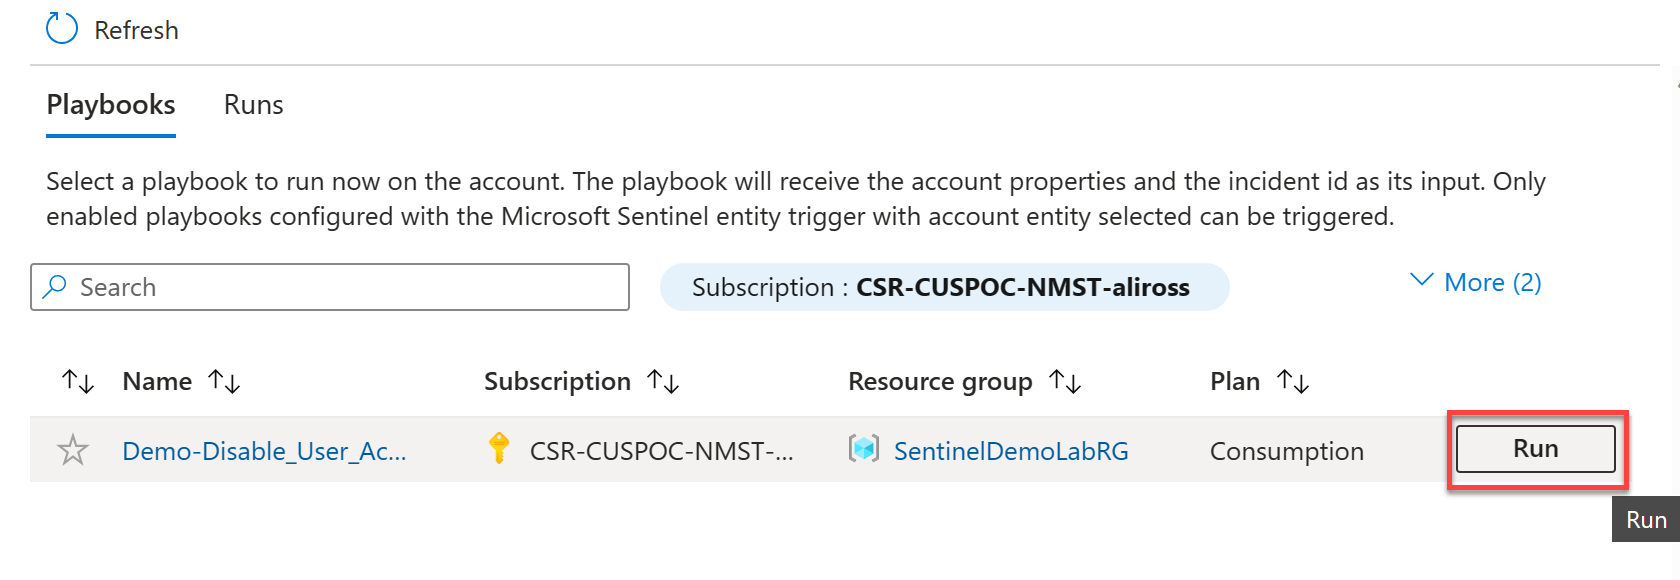 Refresh
Playbooks Runs
Select a playbook to run now on the account. The playbook will receive the account properties and the incident id as its input. Only
enabled playbooks configured with the Microsoft Sentinel entity trigger with account entity selected can be triggered.
Search Subscription : CSR-CUSPOC-NMST-aliross More (2)
Name Subscription Resource group Plan
Demo-Disable_User_Ac... CSR-CUSPOC-NMST-... SentinelDemoLabRG Consumption Run
Run